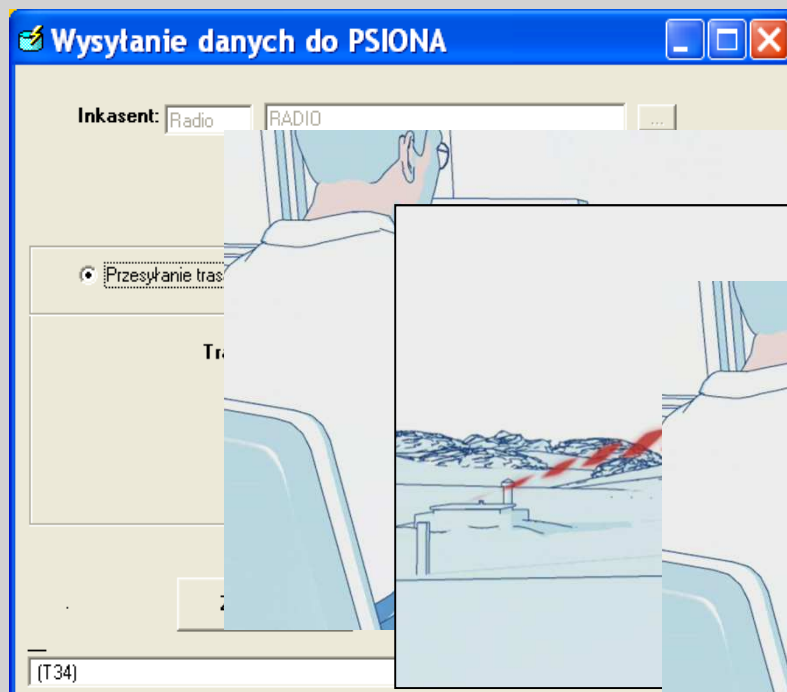 Wysyłanie danych do PSIONA
Inkasent: Radio RADIO ...
Przesyłanie tras
(T34)